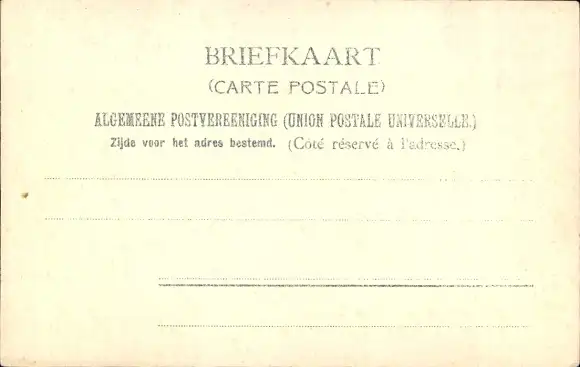 BRIEFKAART
(CARTE POSTALE)
ALGEMEENE POSTVEREENIGING (UNION POSTALE UNIVERSELLE.)
Zijde voor het adres bestemd. (Côté réservé à l'adresse.)